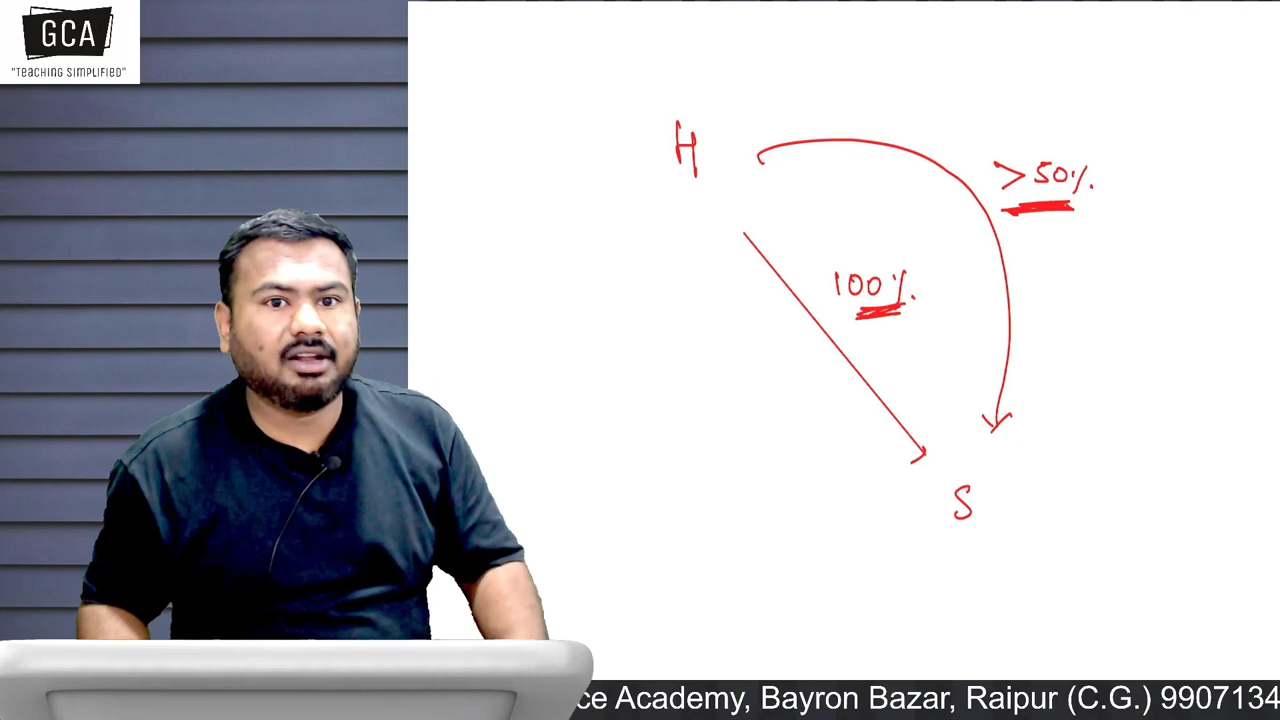 GCA
"Teaching Simplified"
H
>50%.
100%.
S
ce Academy, Bayron Bazar, Raipur (C.G.) 9907134